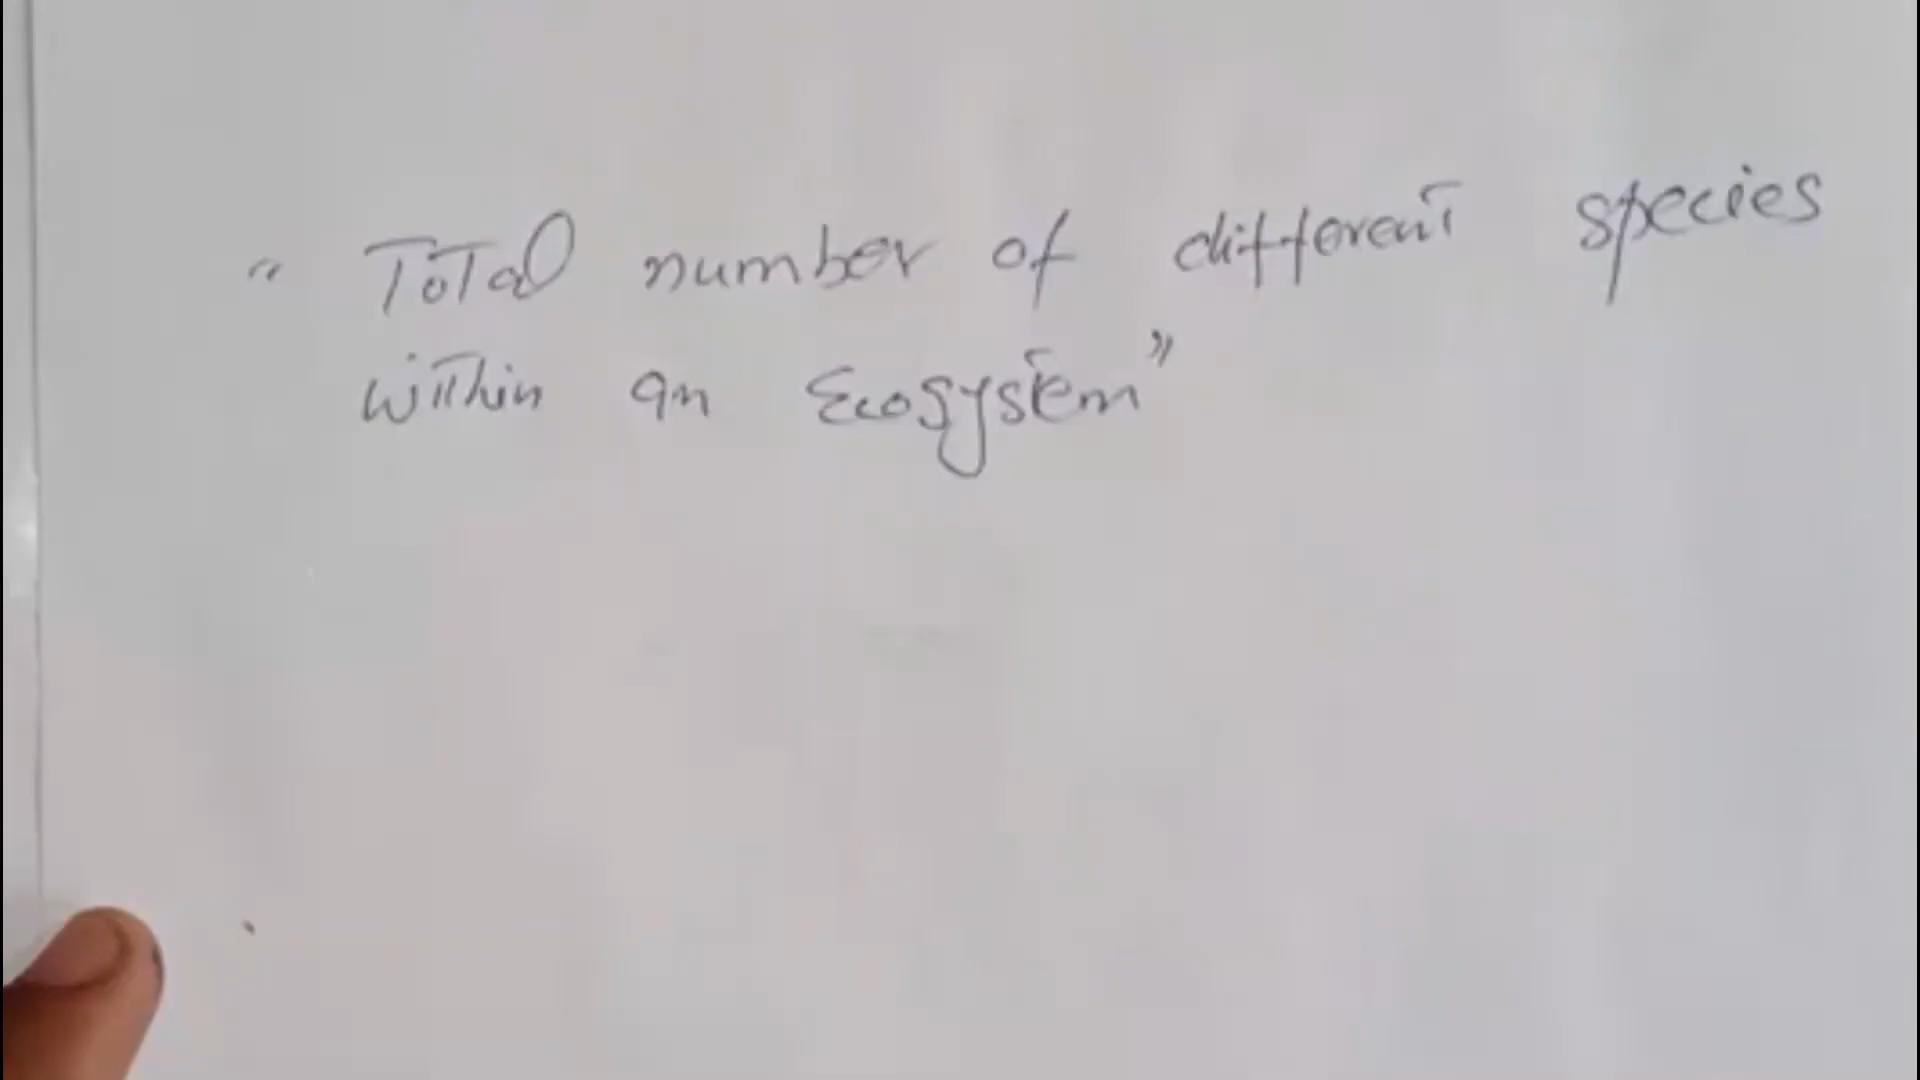 “ Total number of different species
within an Ecosystem”